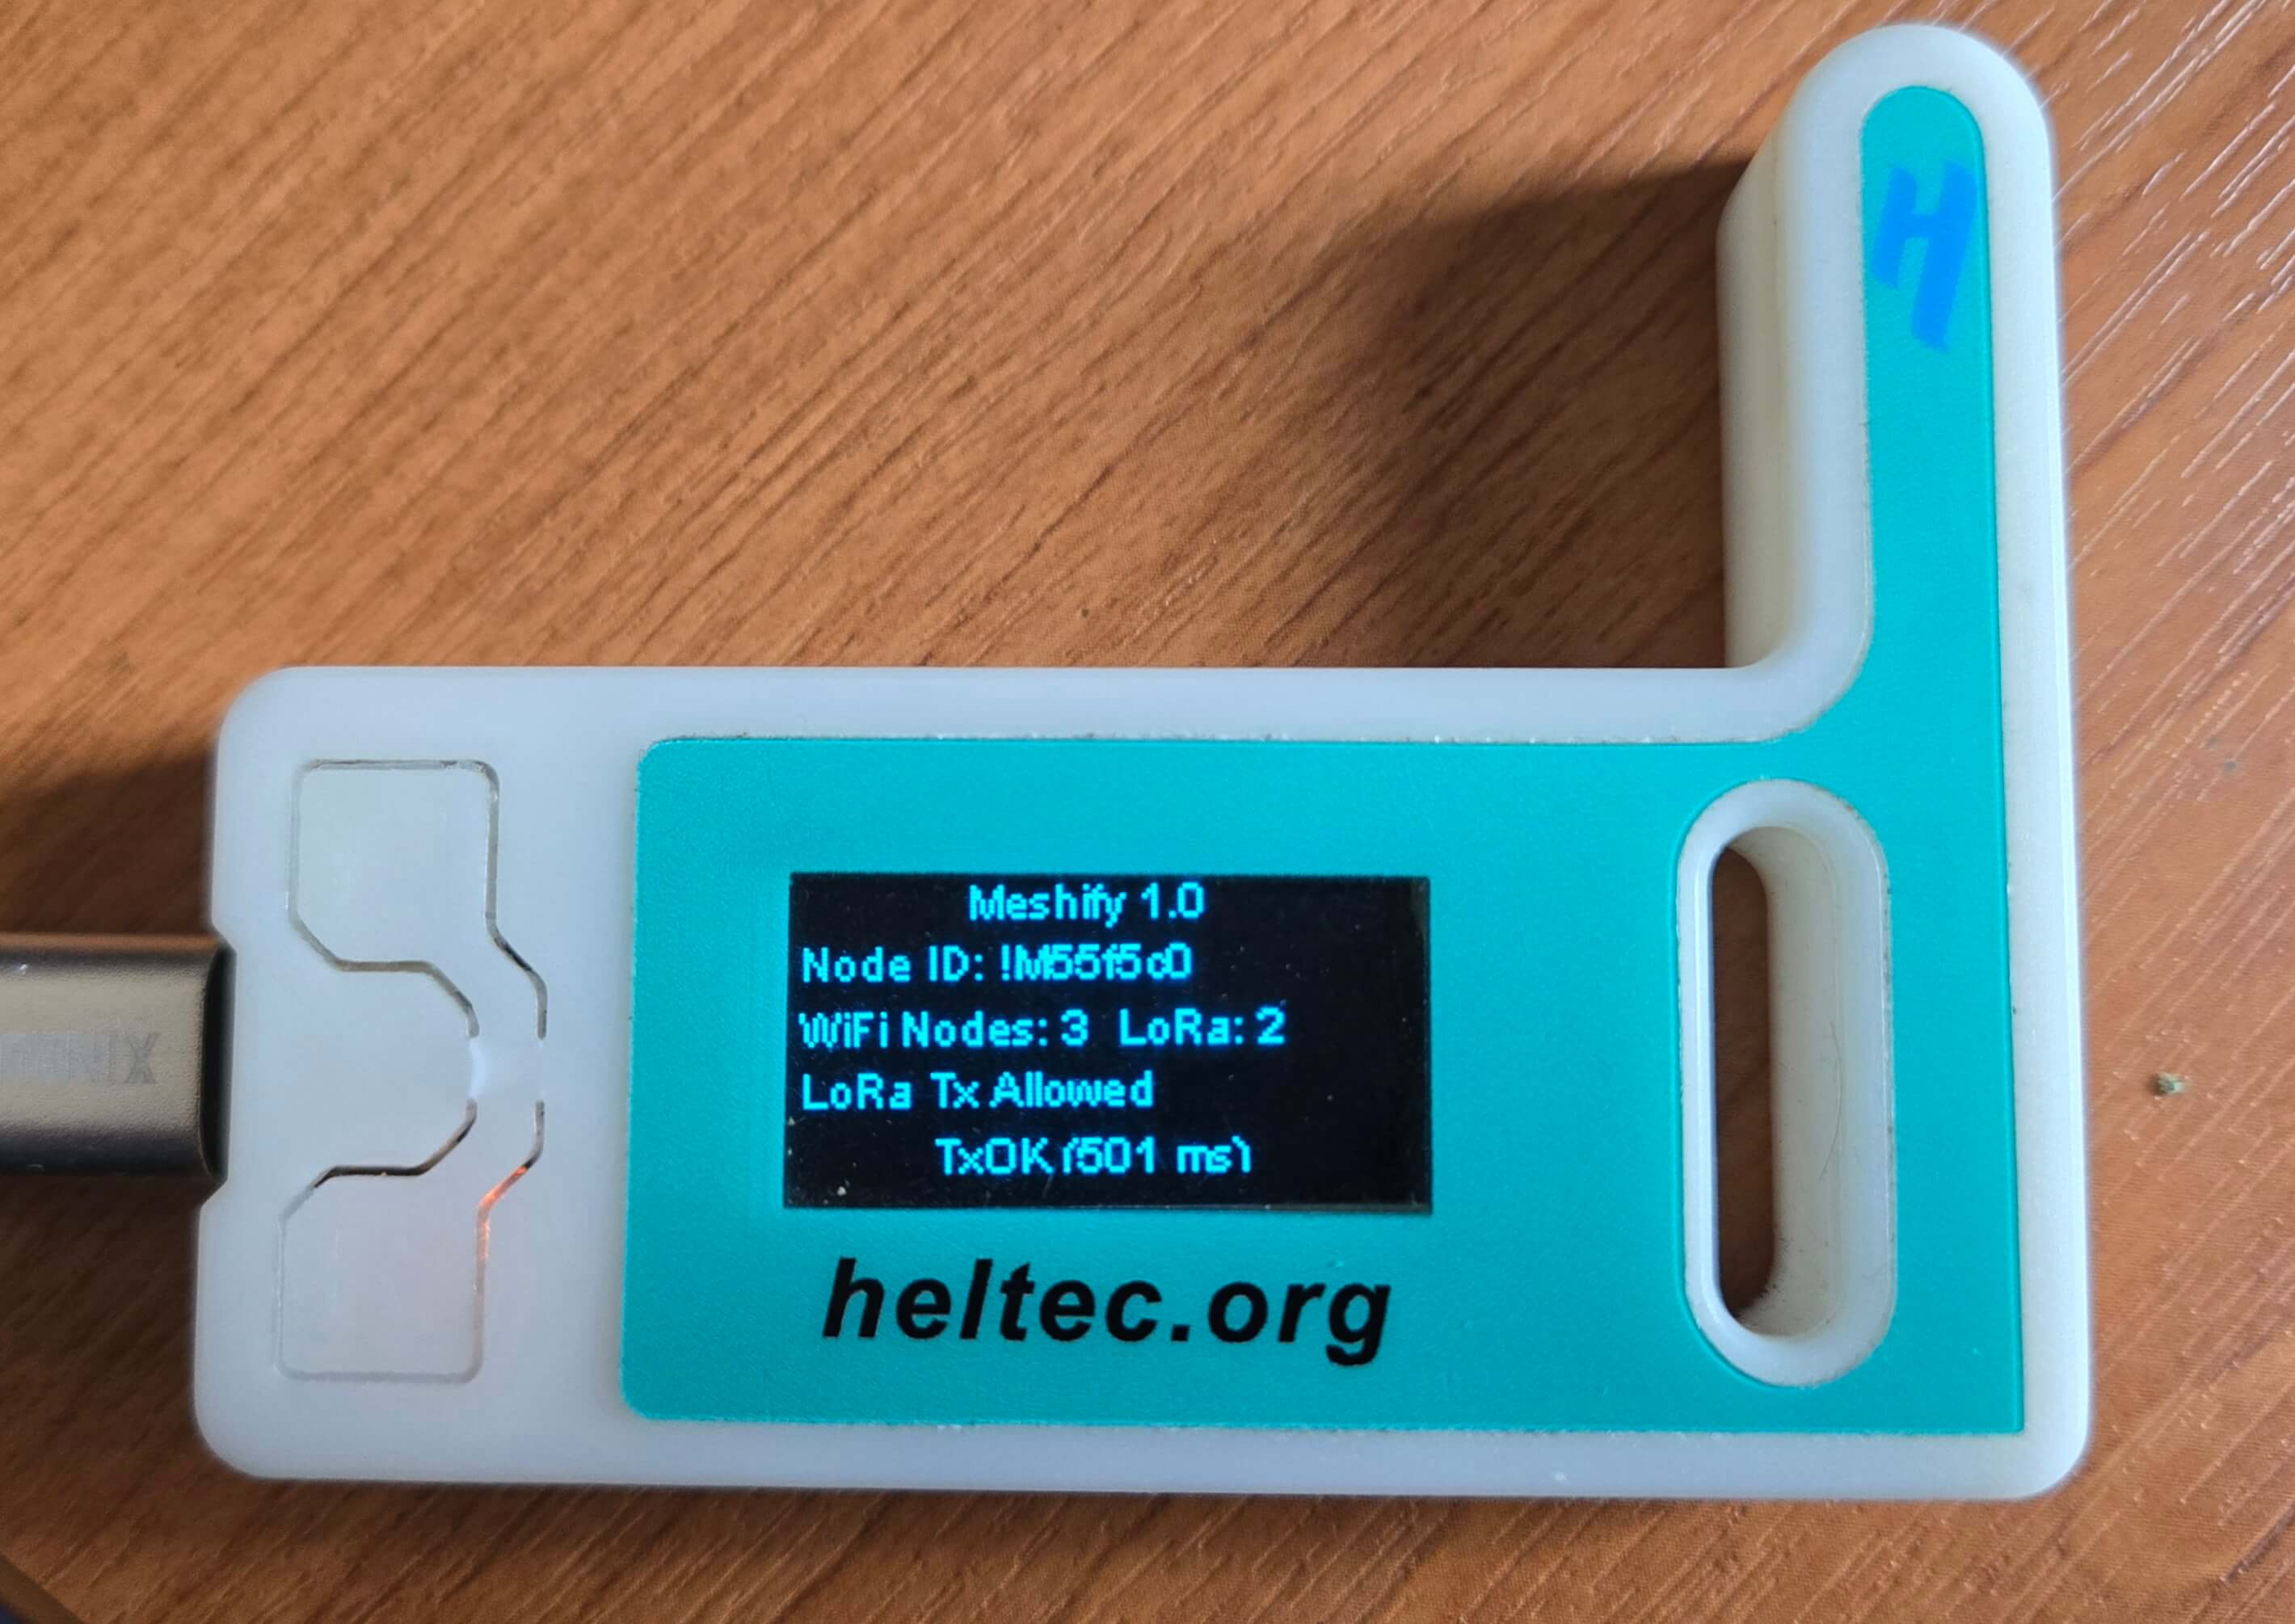 H
Meshify 1.0
Node ID: !M55f5c0
WiFi Nodes: 3 LoRa: 2
LoRa Tx Allowed
TxOK (501 ms)
heltec.org